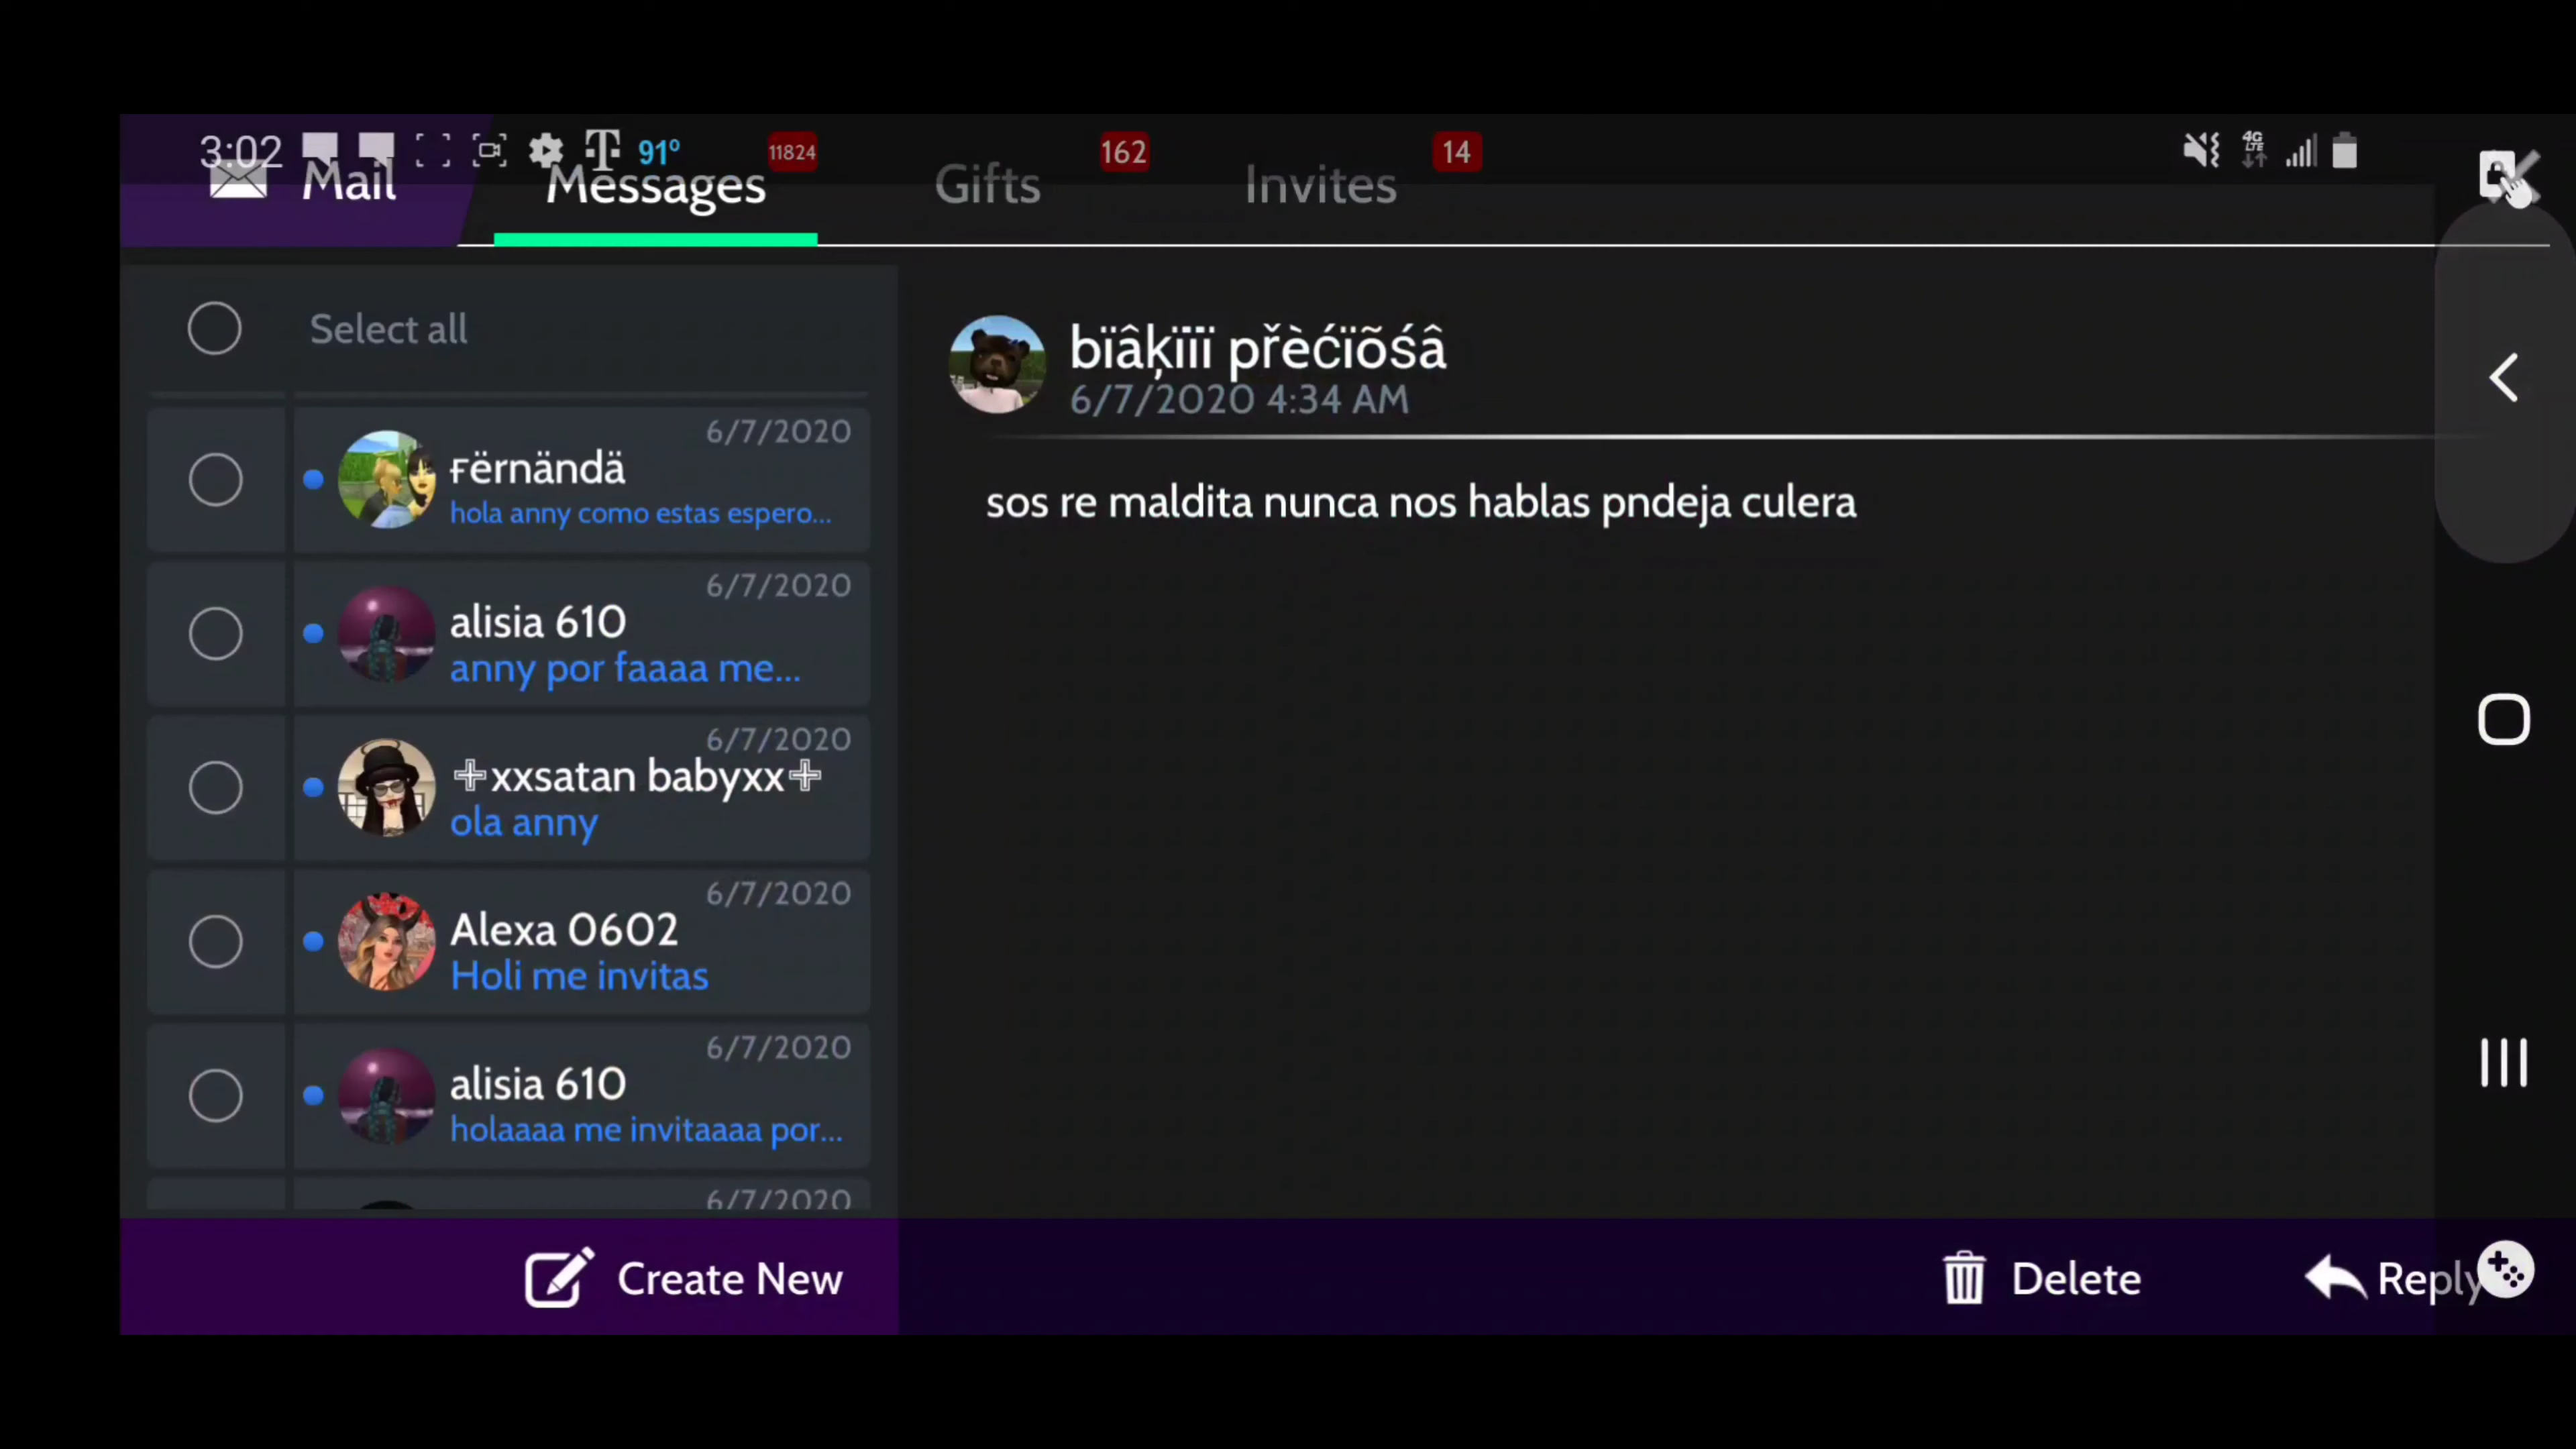 3:02 91°
Mail
Messages 11824
Gifts 162
Invites 14
4G LTE
Select all
6/7/2020
ғërnändä
hola anny como estas espero...
6/7/2020
alisia 610
anny por faaaa me...
6/7/2020
✙xxsatan babyxx✙
ola anny
6/7/2020
Alexa 0602
Holi me invitas
6/7/2020
alisia 610
holaaaa me invitaaaa por...
6/7/2020
Create New
bïâķïïï přèćïõśâ
6/7/2020 4:34 AM
sos re maldita nunca nos hablas pndeja culera
Delete
Reply